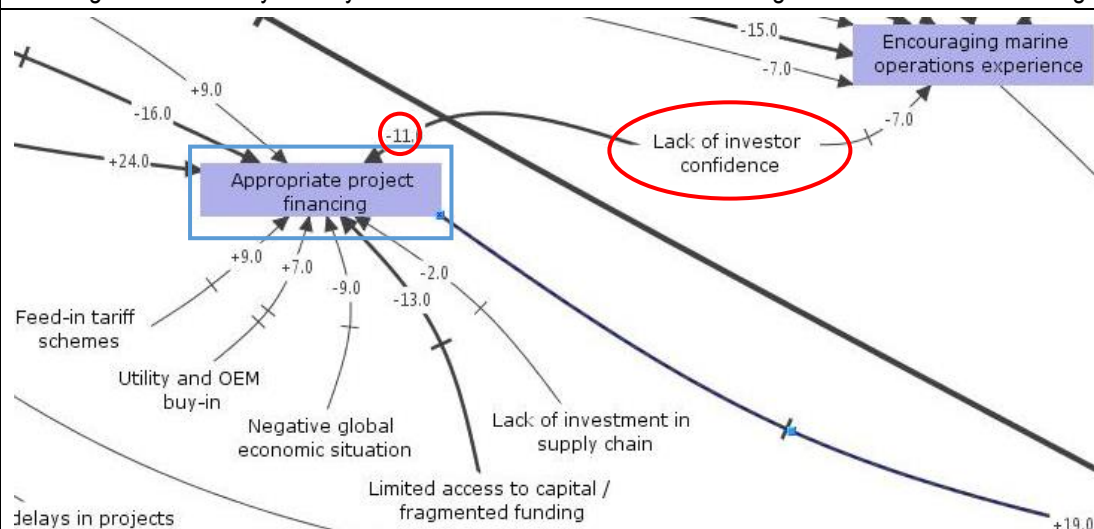 -15.0
Encouraging marine
operations experience
-7.0
+9.0
-16.0
-11.
-7.0
Lack of investor
confidence
+24.0
Appropriate project
financing
+9.0
+7.0
-9.0
-13.0
-2.0
Feed-in tariff
schemes
Utility and OEM
buy-in
Negative global
economic situation
Lack of investment in
supply chain
Limited access to capital /
fragmented funding
delays in projects
+19.0